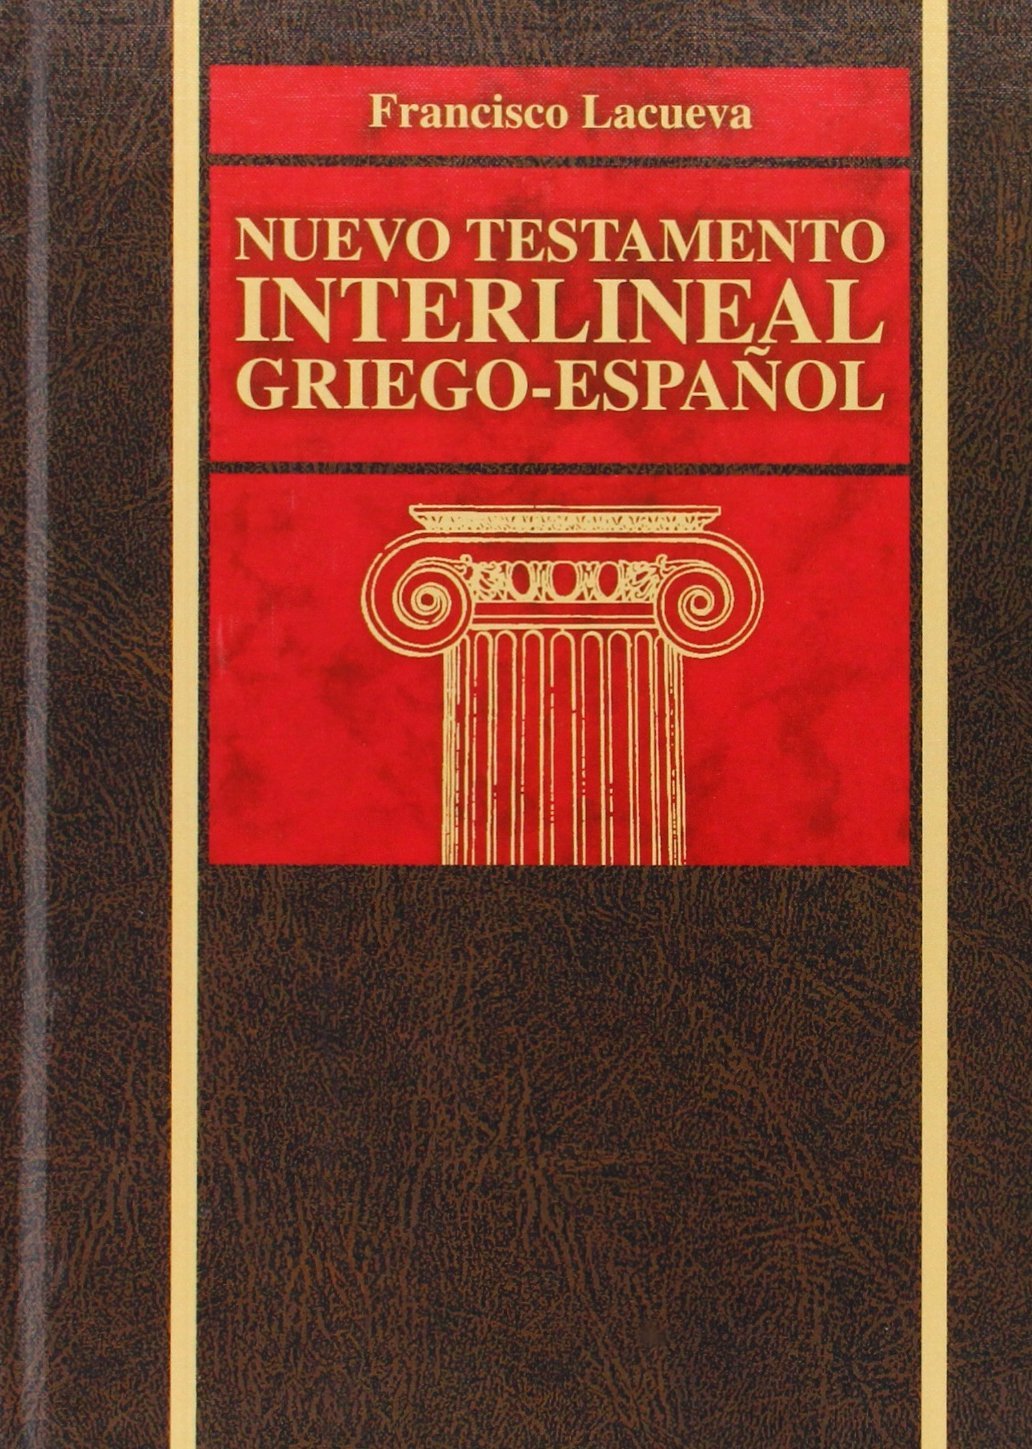 Francisco Lacueva
NUEVO TESTAMENTO
INTERLINEAL
GRIEGO-ESPAÑOL